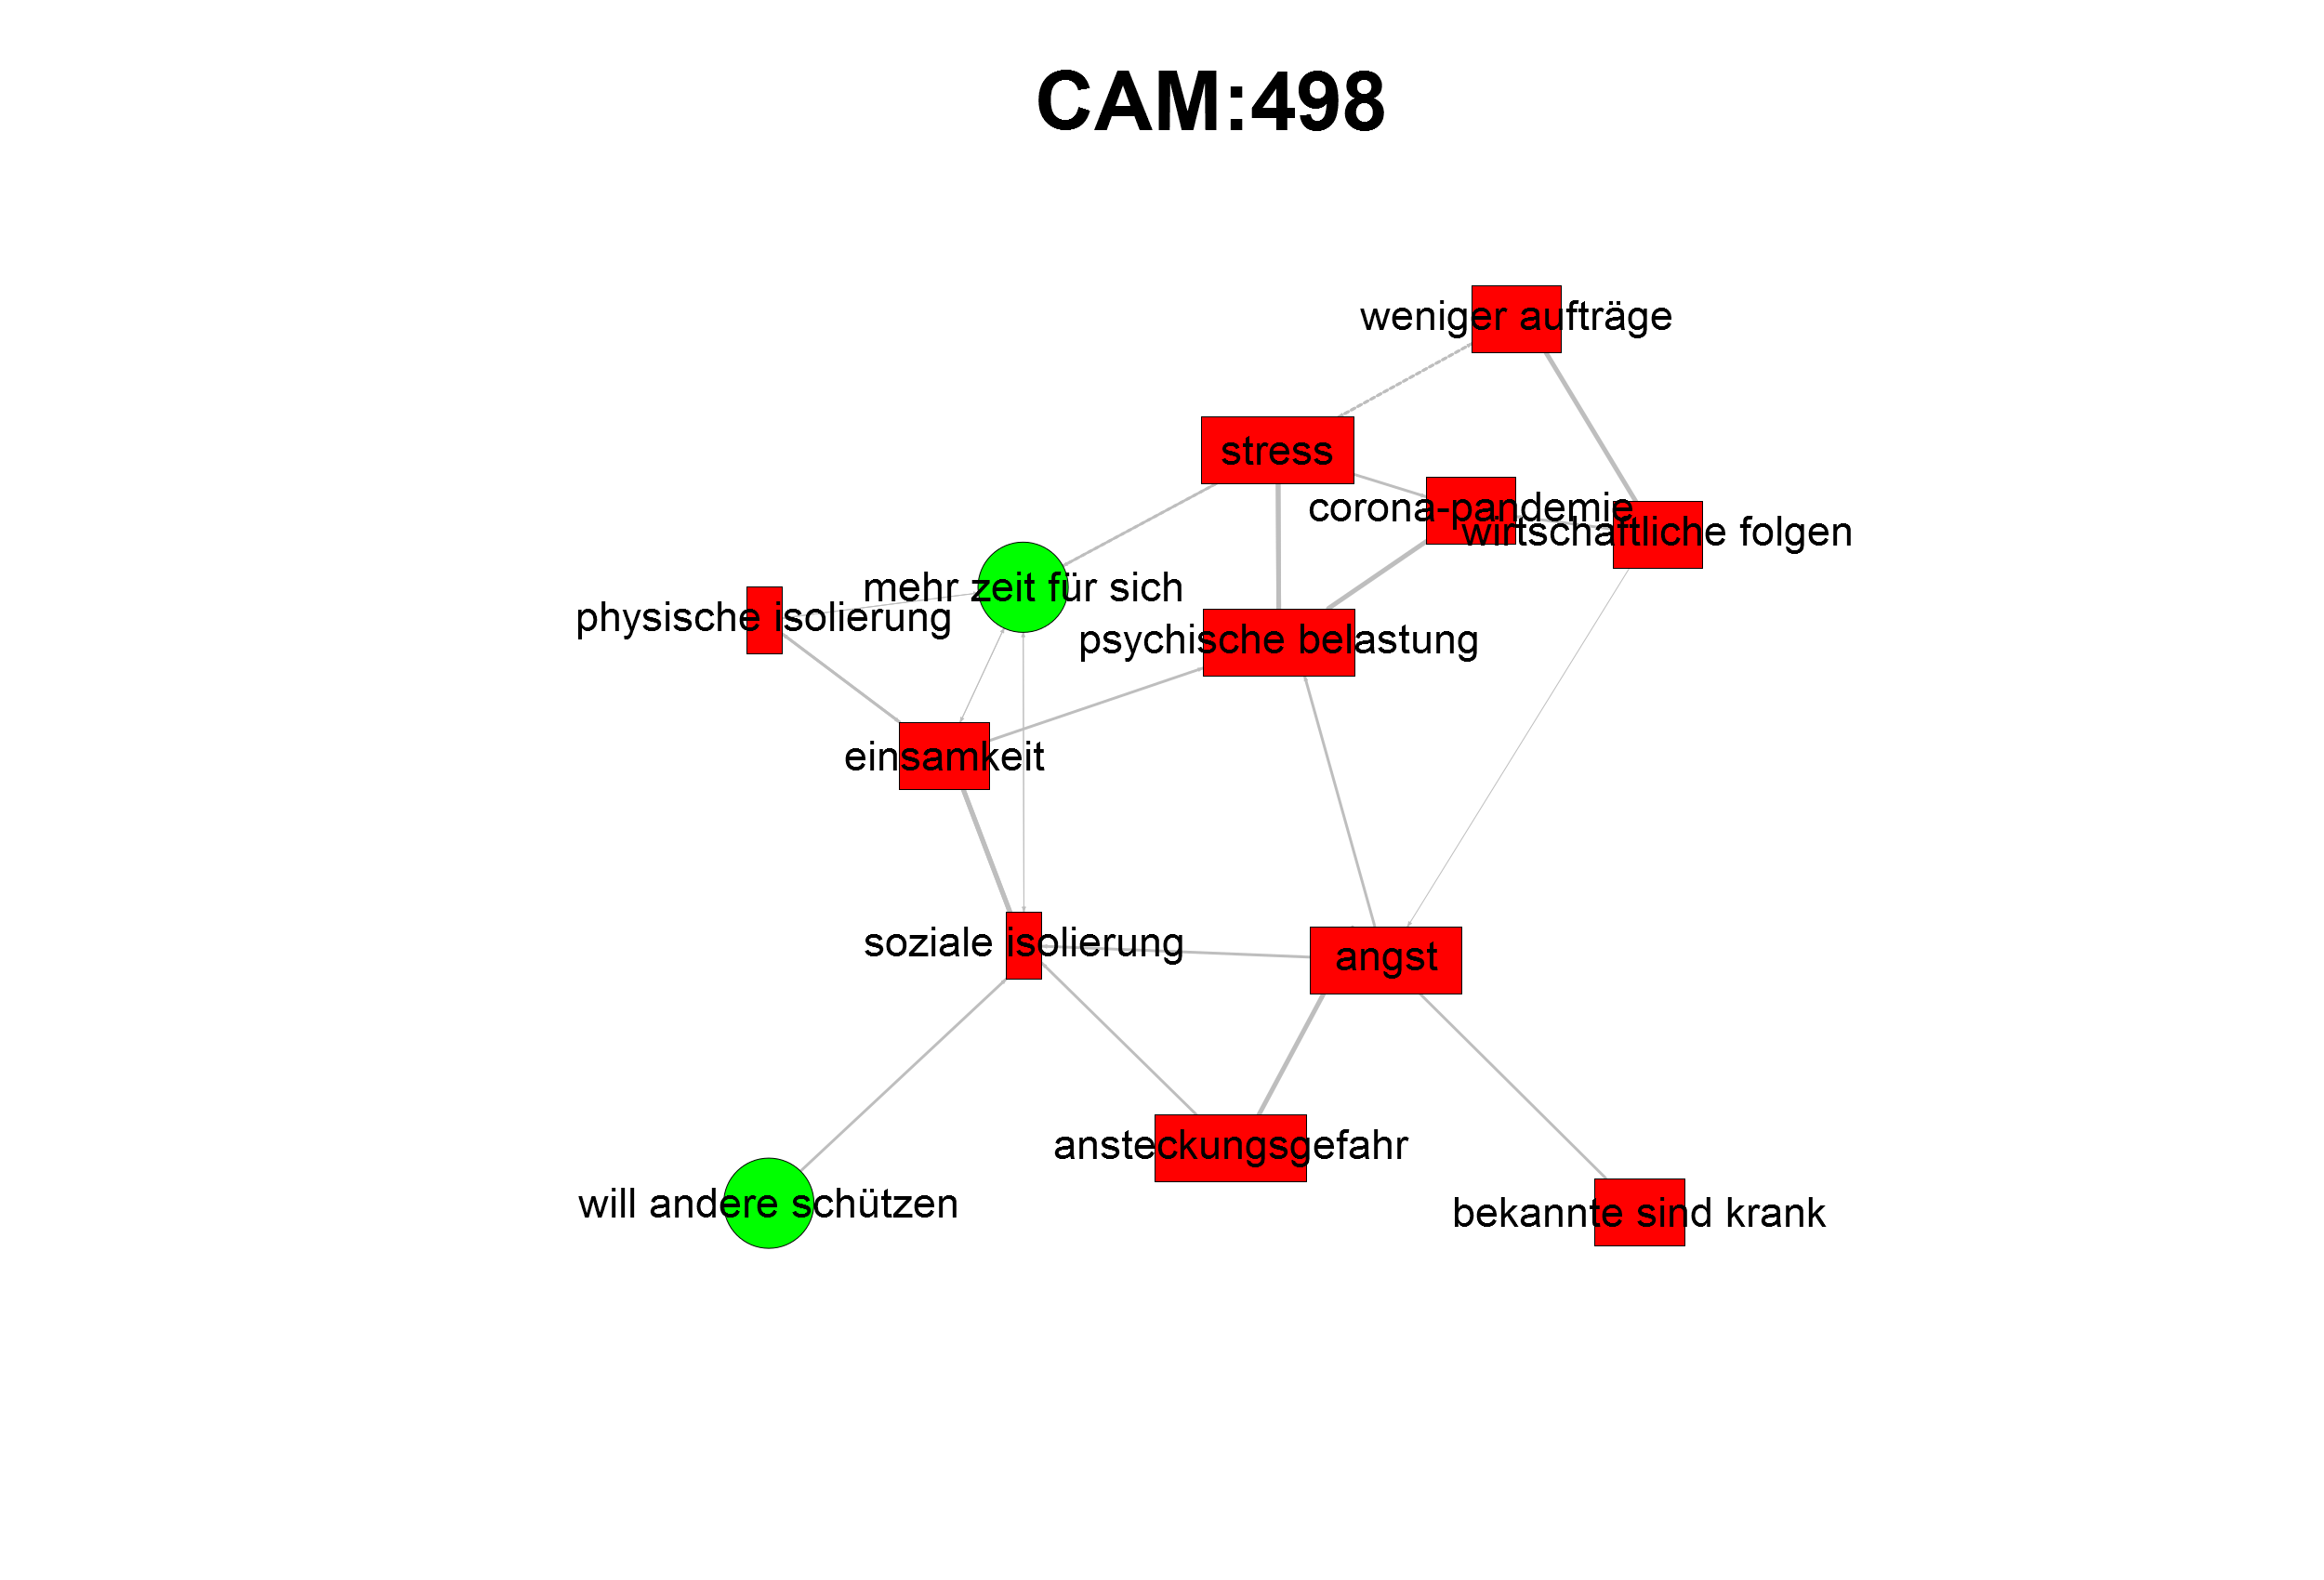 CAM:498
weniger aufträge
stress
corona-pandemie
wirtschaftliche folgen
mehr zeit für sich
physische isolierung
psychische belastung
einsamkeit
soziale isolierung
angst
ansteckungsgefahr
will andere schützen
bekannte sind krank